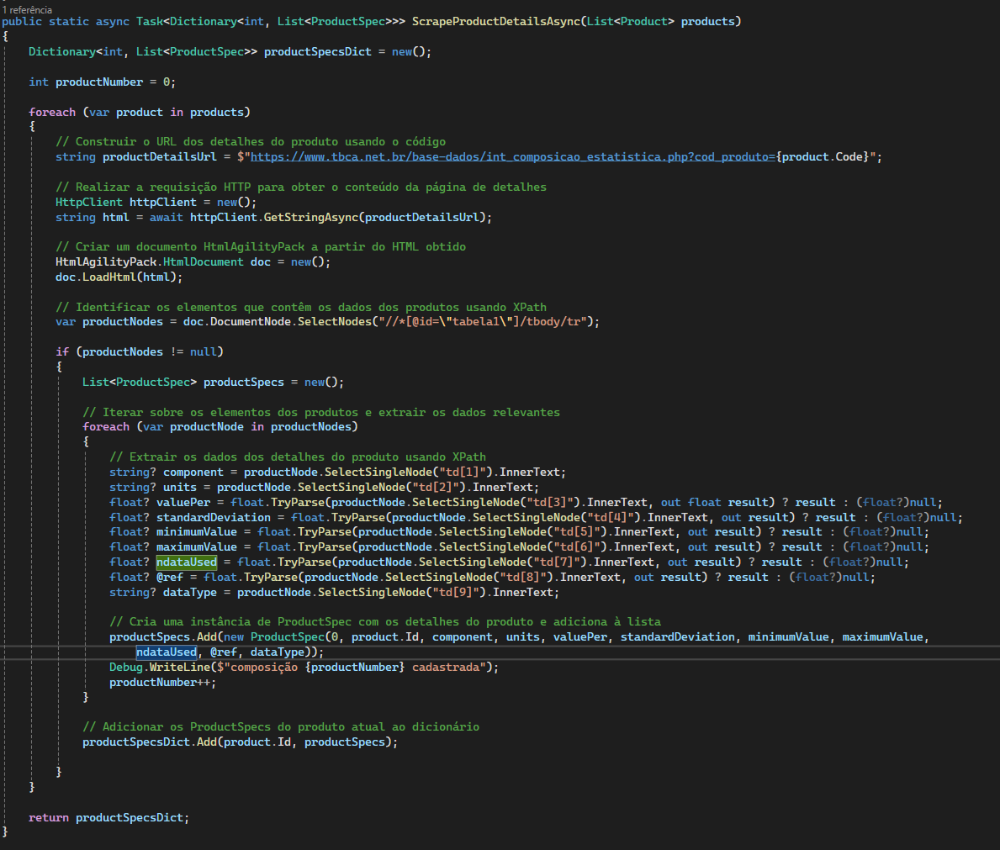 1 referência
public static async Task<Dictionary<int, List<ProductSpec>>> ScrapeProductDetailsAsync(List<Product> products)
{
    Dictionary<int, List<ProductSpec>> productSpecsDict = new();

    int productNumber = 0;

    foreach (var product in products)
    {
        // Construir o URL dos detalhes do produto usando o código
        string productDetailsUrl = $"https://www.tbca.net.br/base-dados/int_composicao_estatistica.php?cod_produto={product.Code}";

        // Realizar a requisição HTTP para obter o conteúdo da página de detalhes
        HttpClient httpClient = new();
        string html = await httpClient.GetStringAsync(productDetailsUrl);

        // Criar um documento HtmlAgilityPack a partir do HTML obtido
        HtmlAgilityPack.HtmlDocument doc = new();
        doc.LoadHtml(html);

        // Identificar os elementos que contêm os dados dos produtos usando XPath
        var productNodes = doc.DocumentNode.SelectNodes("//*[@id=\"tabela1\"]/tbody/tr");

        if (productNodes != null)
        {
            List<ProductSpec> productSpecs = new();

            // Iterar sobre os elementos dos produtos e extrair os dados relevantes
            foreach (var productNode in productNodes)
            {
                // Extrair os dados dos detalhes do produto usando XPath
                string? component = productNode.SelectSingleNode("td[1]").InnerText;
                string? units = productNode.SelectSingleNode("td[2]").InnerText;
                float? valuePer = float.TryParse(productNode.SelectSingleNode("td[3]").InnerText, out float result) ? result : (float?)null;
                float? standardDeviation = float.TryParse(productNode.SelectSingleNode("td[4]").InnerText, out result) ? result : (float?)null;
                float? minimumValue = float.TryParse(productNode.SelectSingleNode("td[5]").InnerText, out result) ? result : (float?)null;
                float? maximumValue = float.TryParse(productNode.SelectSingleNode("td[6]").InnerText, out result) ? result : (float?)null;
                float? ndataUsed = float.TryParse(productNode.SelectSingleNode("td[7]").InnerText, out result) ? result : (float?)null;
                float? @ref = float.TryParse(productNode.SelectSingleNode("td[8]").InnerText, out result) ? result : (float?)null;
                string? dataType = productNode.SelectSingleNode("td[9]").InnerText;

                // Cria uma instância de ProductSpec com os detalhes do produto e adiciona à lista
                productSpecs.Add(new ProductSpec(0, product.Id, component, units, valuePer, standardDeviation, minimumValue, maximumValue,
                    ndataUsed, @ref, dataType));
                Debug.WriteLine($"composição {productNumber} cadastrada");
                productNumber++;
            }

            // Adicionar os ProductSpecs do produto atual ao dicionário
            productSpecsDict.Add(product.Id, productSpecs);

        }
    }

    return productSpecsDict;
}